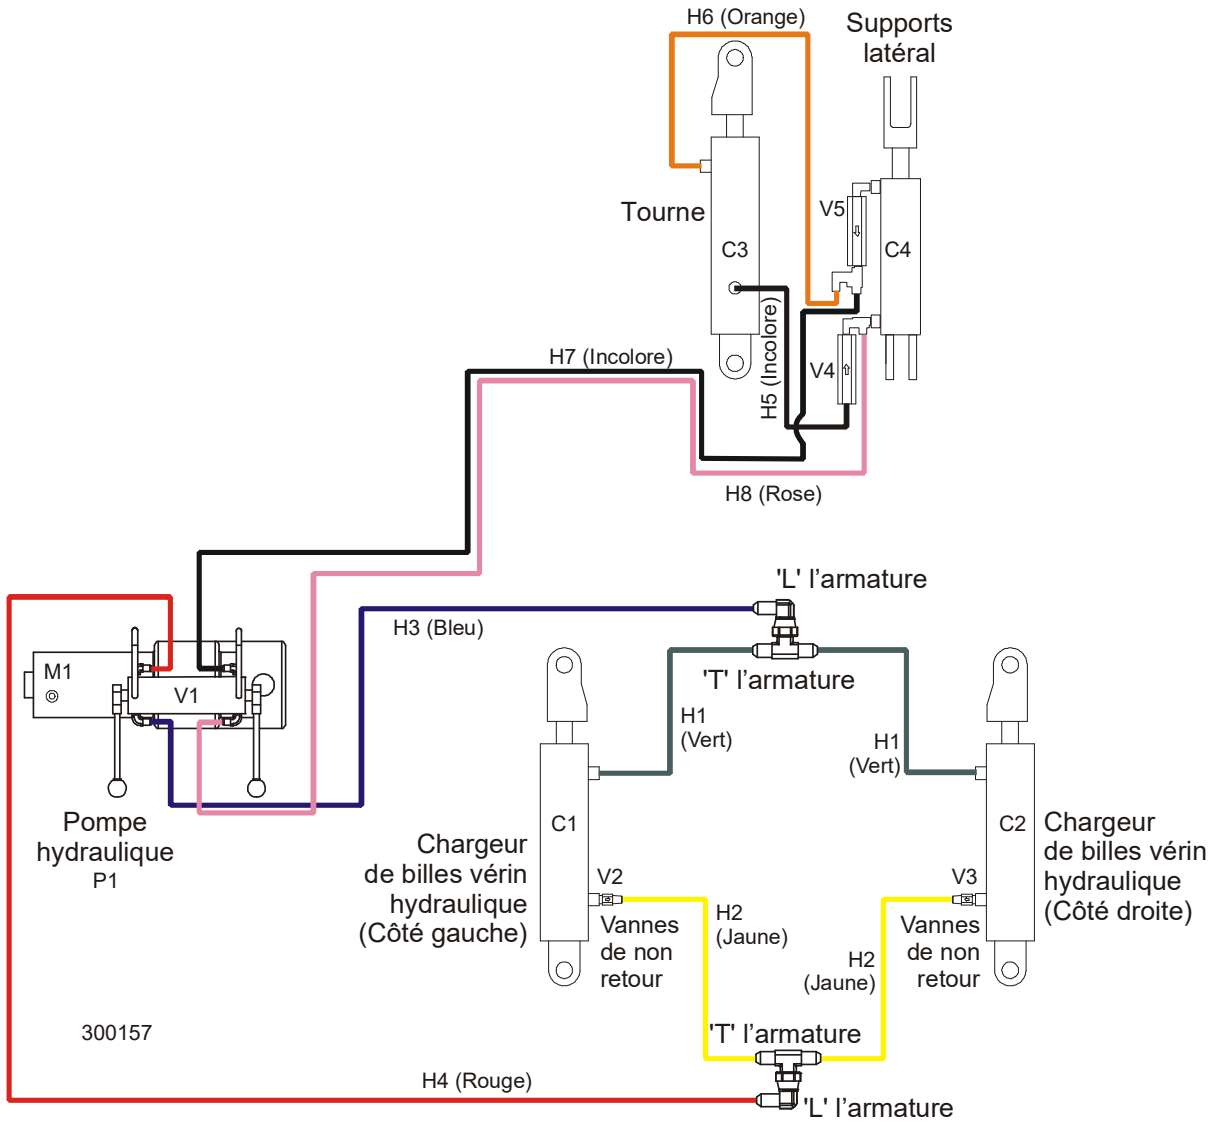 H6 (Orange)
Supports
latéral
V5
Tourne
C3
C4
H5 (Incolore)
H7 (Incolore)
V4
H8 (Rose)
'L' l’armature
H3 (Bleu)
M1
V1
'T' l’armature
H1
(Vert)
H1
(Vert)
Pompe
hydraulique
P1
C1
C2
Chargeur
de billes vérin
hydraulique
(Côté gauche)
Chargeur
de billes vérin
hydraulique
(Côté droite)
V2
V3
Vannes
de non
retour
H2
(Jaune)
Vannes
de non
retour
H2
(Jaune)
300157
'T' l’armature
H4 (Rouge)
'L' l’armature